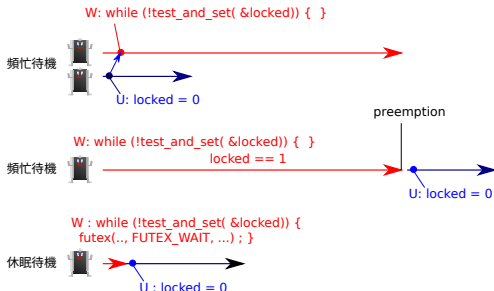 W: while (!test_and_set( &locked)) {  }
頻忙待機
U: locked = 0
preemption
W: while (!test_and_set( &locked)) {  }
locked == 1
頻忙待機
U: locked = 0
W : while (!test_and_set( &locked)) {
futex(.., FUTEX_WAIT, ...) ; }
休眠待機
U : locked = 0